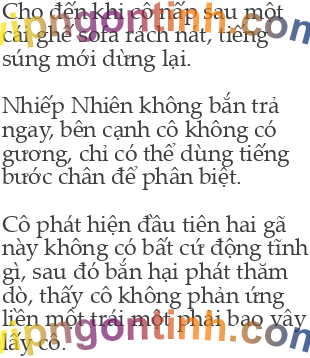 Cho đến khi cô nấp sau một
cái ghế sofa rách nát, tiếng
súng mới dừng lại.
Nhiếp Nhiên không bắn trả
ngay, bên cạnh cô không có
gương, chỉ có thể dùng tiếng
bước chân để phân biệt.
Cô phát hiện đầu tiên hai gã
này không có bất cứ động tĩnh
gì, sau đó bắn hại phát thăm
dò, thấy cô không phản ứng
liền một trái một phải bao vây
lấy cô.
vipngontinh.com
vipngontinh.com